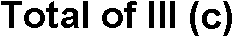 Total of III (c)